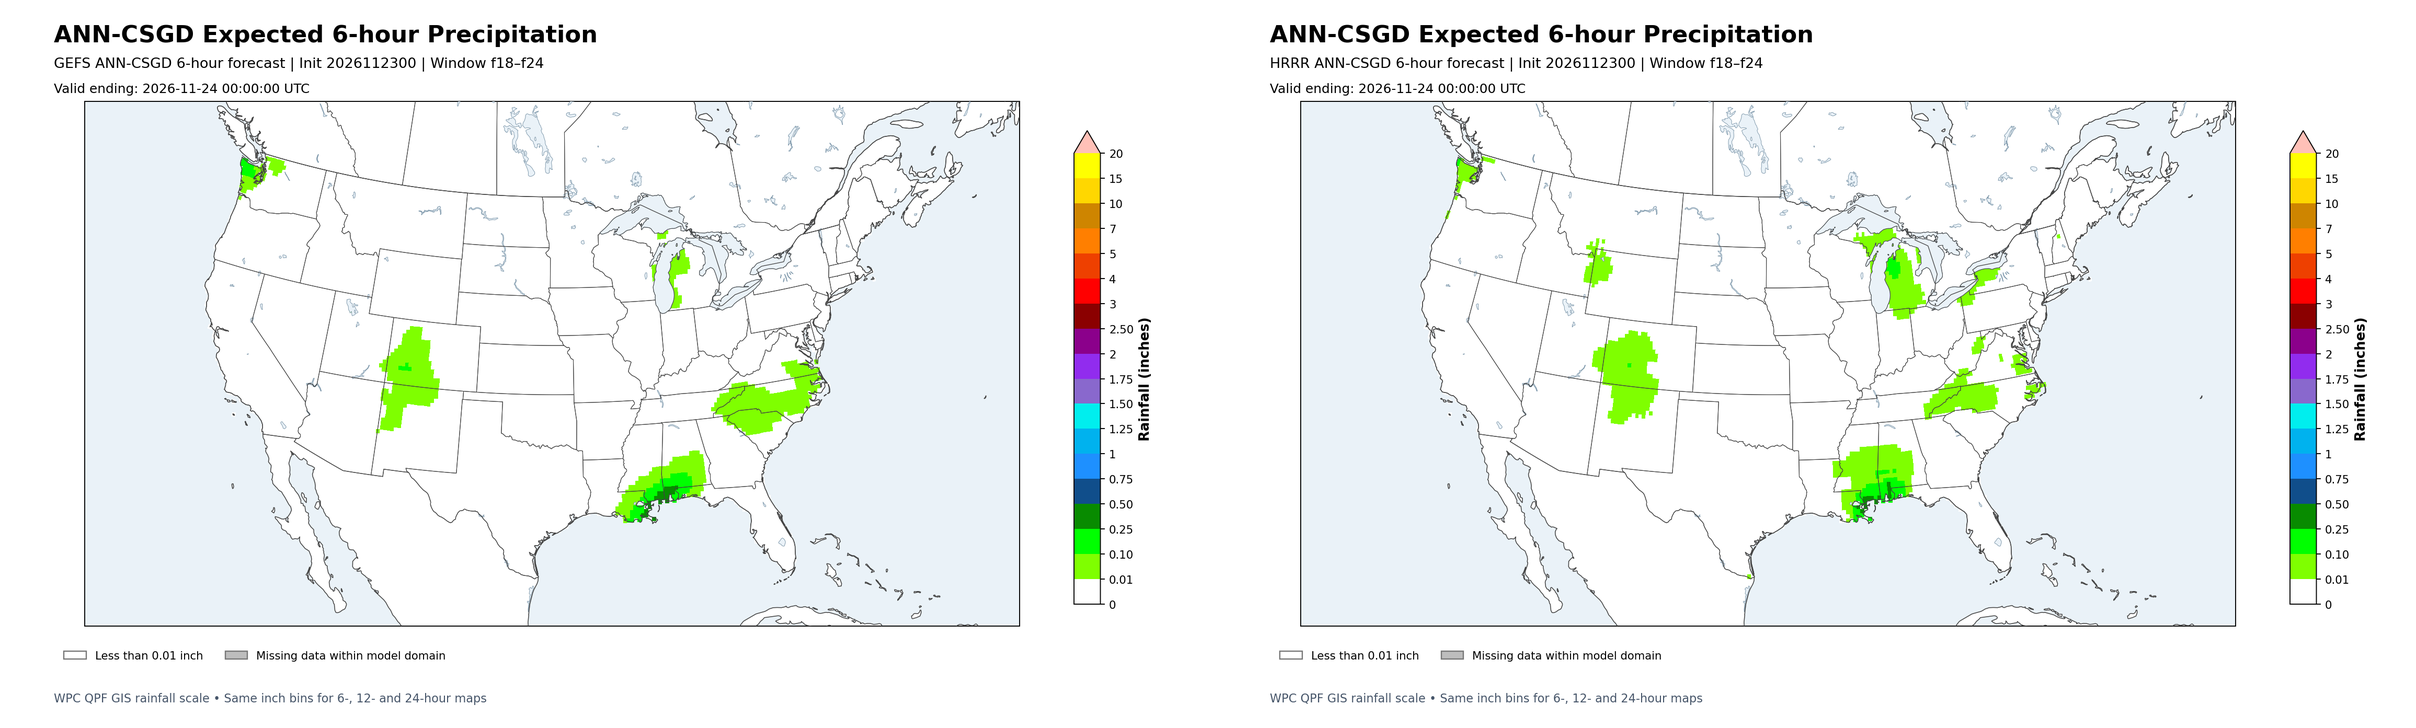 ANN-CSGD Expected 6-hour Precipitation
GEFS ANN-CSGD 6-hour forecast | Init 2026112300 | Window f18–f24
Valid ending: 2026-11-24 00:00:00 UTC
20
15
10
7
5
4
3
2.50
2
1.75
1.50
1.25
1
0.75
0.50
0.25
0.10
0.01
0
Rainfall (inches)
Less than 0.01 inch
Missing data within model domain
WPC QPF GIS rainfall scale • Same inch bins for 6-, 12- and 24-hour maps
ANN-CSGD Expected 6-hour Precipitation
HRRR ANN-CSGD 6-hour forecast | Init 2026112300 | Window f18–f24
Valid ending: 2026-11-24 00:00:00 UTC
20
15
10
7
5
4
3
2.50
2
1.75
1.50
1.25
1
0.75
0.50
0.25
0.10
0.01
0
Rainfall (inches)
Less than 0.01 inch
Missing data within model domain
WPC QPF GIS rainfall scale • Same inch bins for 6-, 12- and 24-hour maps